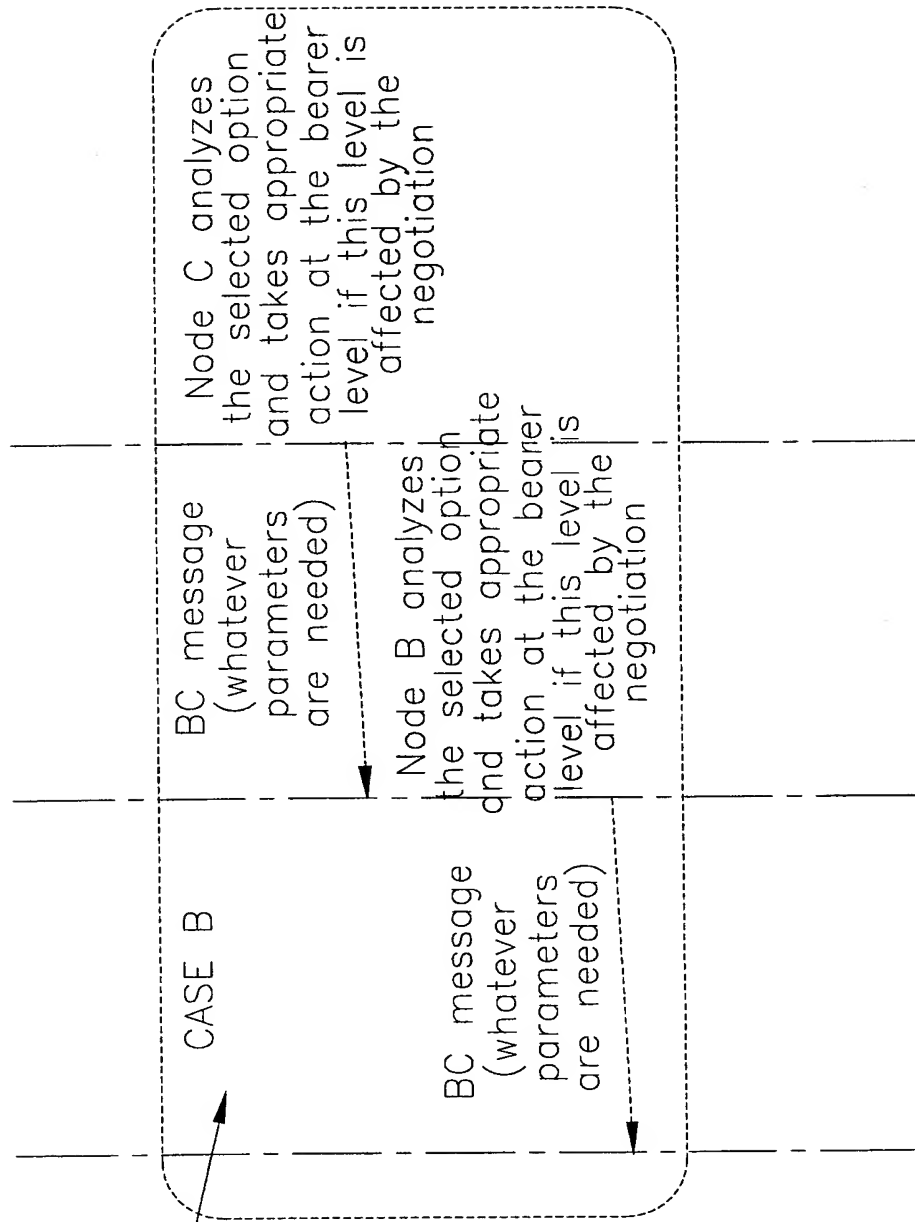 CASE B
BC message
(whatever
parameters
are needed)
Node C analyzes
the selected option
and takes appropriate
action at the bearer
level if this level is
affected by the
negotiation
BC message
(whatever
parameters
are needed)
Node B analyzes
the selected option
and takes appropriate
action at the bearer
level if this level is
affected by the
negotiation